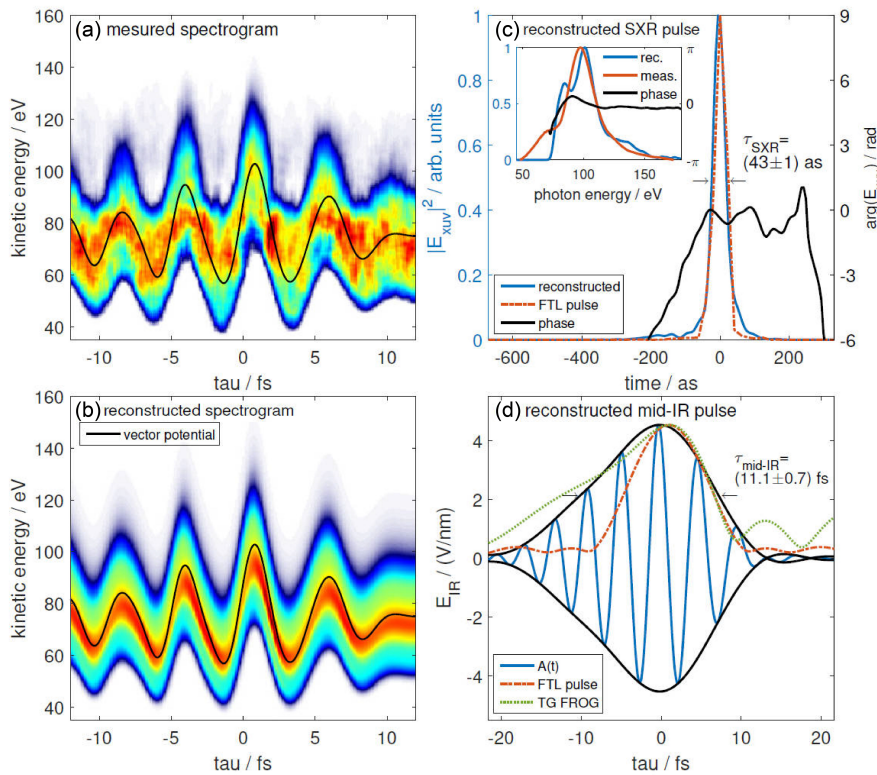 (a) mesured spectrogram
kinetic energy / eV
160
140
120
100
80
60
40
-10
-5
0
5
10
tau / fs
(b) reconstructed spectrogram
vector potential
kinetic energy / eV
160
140
120
100
80
60
40
-10
-5
0
5
10
tau / fs
(c) reconstructed SXR pulse
|E_xuv|² / arb. units
1
0.8
0.6
0.4
0.2
0
1
0.5
0
π
0
-π
rec.
meas.
phase
50
100
150
photon energy / eV
τSXR=
(43±1) as
9
6
3
0
-3
-6
/ rad
reconstructed
FTL pulse
phase
-600
-400
-200
0
200
time / as
(d) reconstructed mid-IR pulse
E_IR / (V/nm)
4
2
0
-2
-4
τmid-IR=
(11.1±0.7) fs
A(t)
FTL pulse
TG FROG
-20
-10
0
10
20
tau / fs